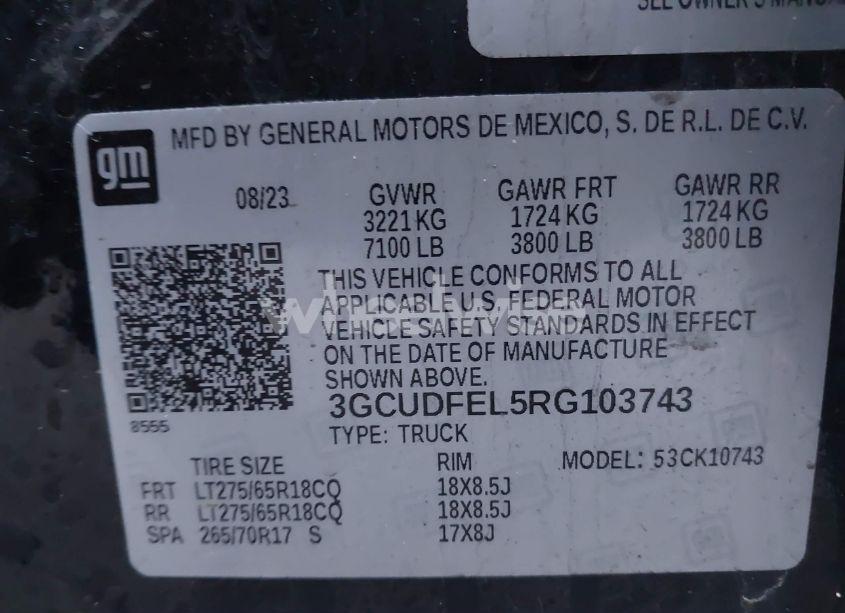 SEE OWNER'S MANUAL
gm
MFD BY GENERAL MOTORS DE MEXICO, S. DE R.L. DE C.V.
08/23 GVWR GAWR FRT GAWR RR
3221 KG 1724 KG 1724 KG
7100 LB 3800 LB 3800 LB
THIS VEHICLE CONFORMS TO ALL
APPLICABLE U.S. FEDERAL MOTOR
VEHICLE SAFETY STANDARDS IN EFFECT
ON THE DATE OF MANUFACTURE
SHOWN ABOVE.
3GCUDFEL5RG103743
8555
TYPE: TRUCK
TIRE SIZE RIM MODEL: 53CK10743
FRT LT275/65R18CQ 18X8.5J
RR LT275/65R18CQ 18X8.5J
SPA 265/70R17 S 17X8J